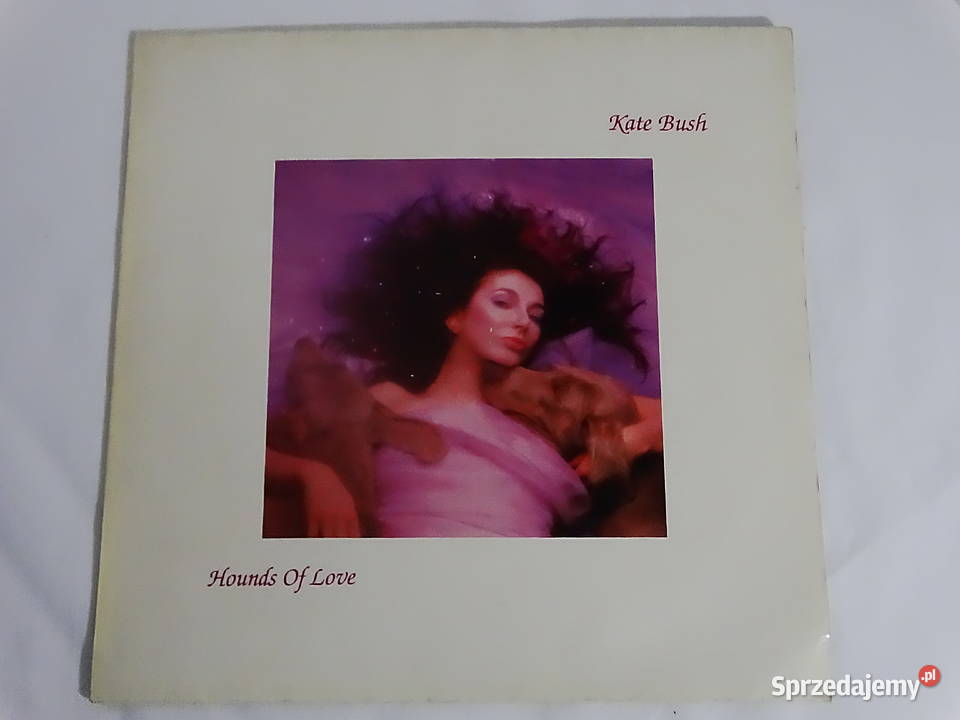 Kate Bush
Hounds Of Love
Sprzedajemy.pl